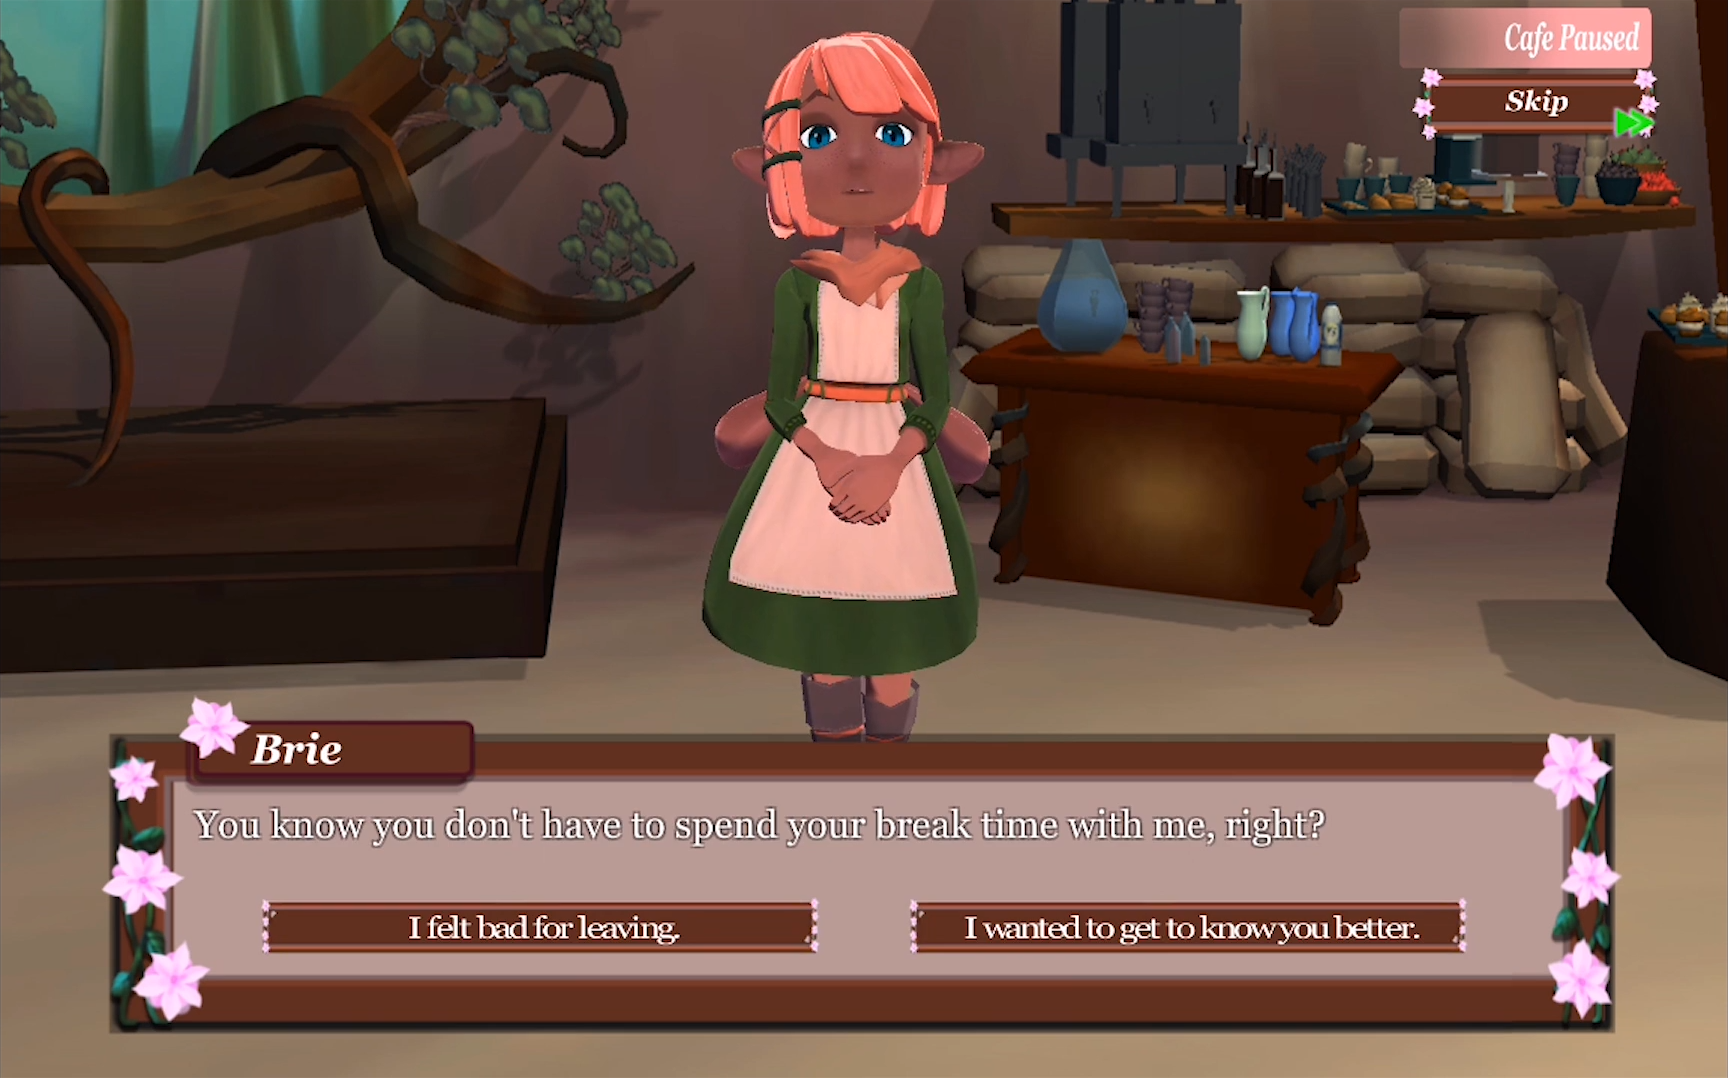 Cafe Paused
Skip
Brie
You know you don't have to spend your break time with me, right?
I felt bad for leaving.
I wanted to get to know you better.